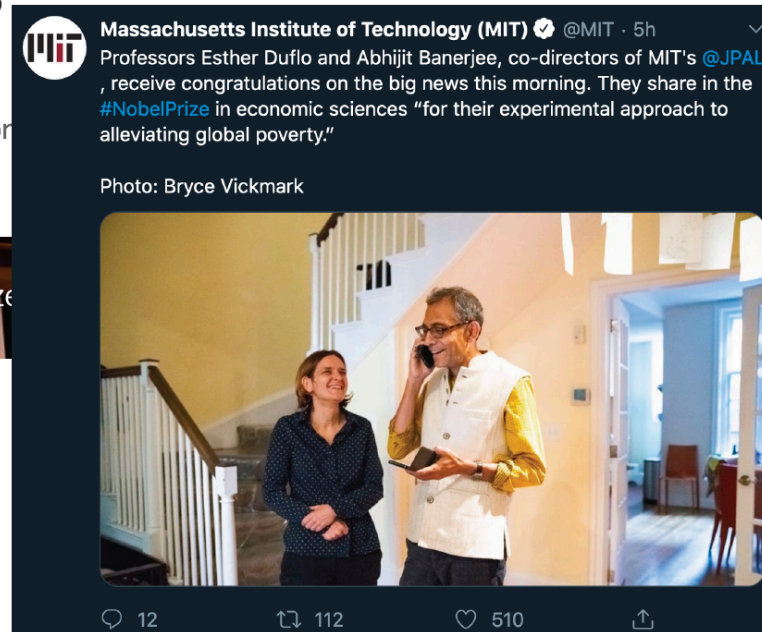 Massachusetts Institute of Technology (MIT) @MIT · 5h
Professors Esther Duflo and Abhijit Banerjee, co-directors of MIT's @JPAL
, receive congratulations on the big news this morning. They share in the
#NobelPrize in economic sciences “for their experimental approach to
alleviating global poverty.”
Photo: Bryce Vickmark
12 112 510